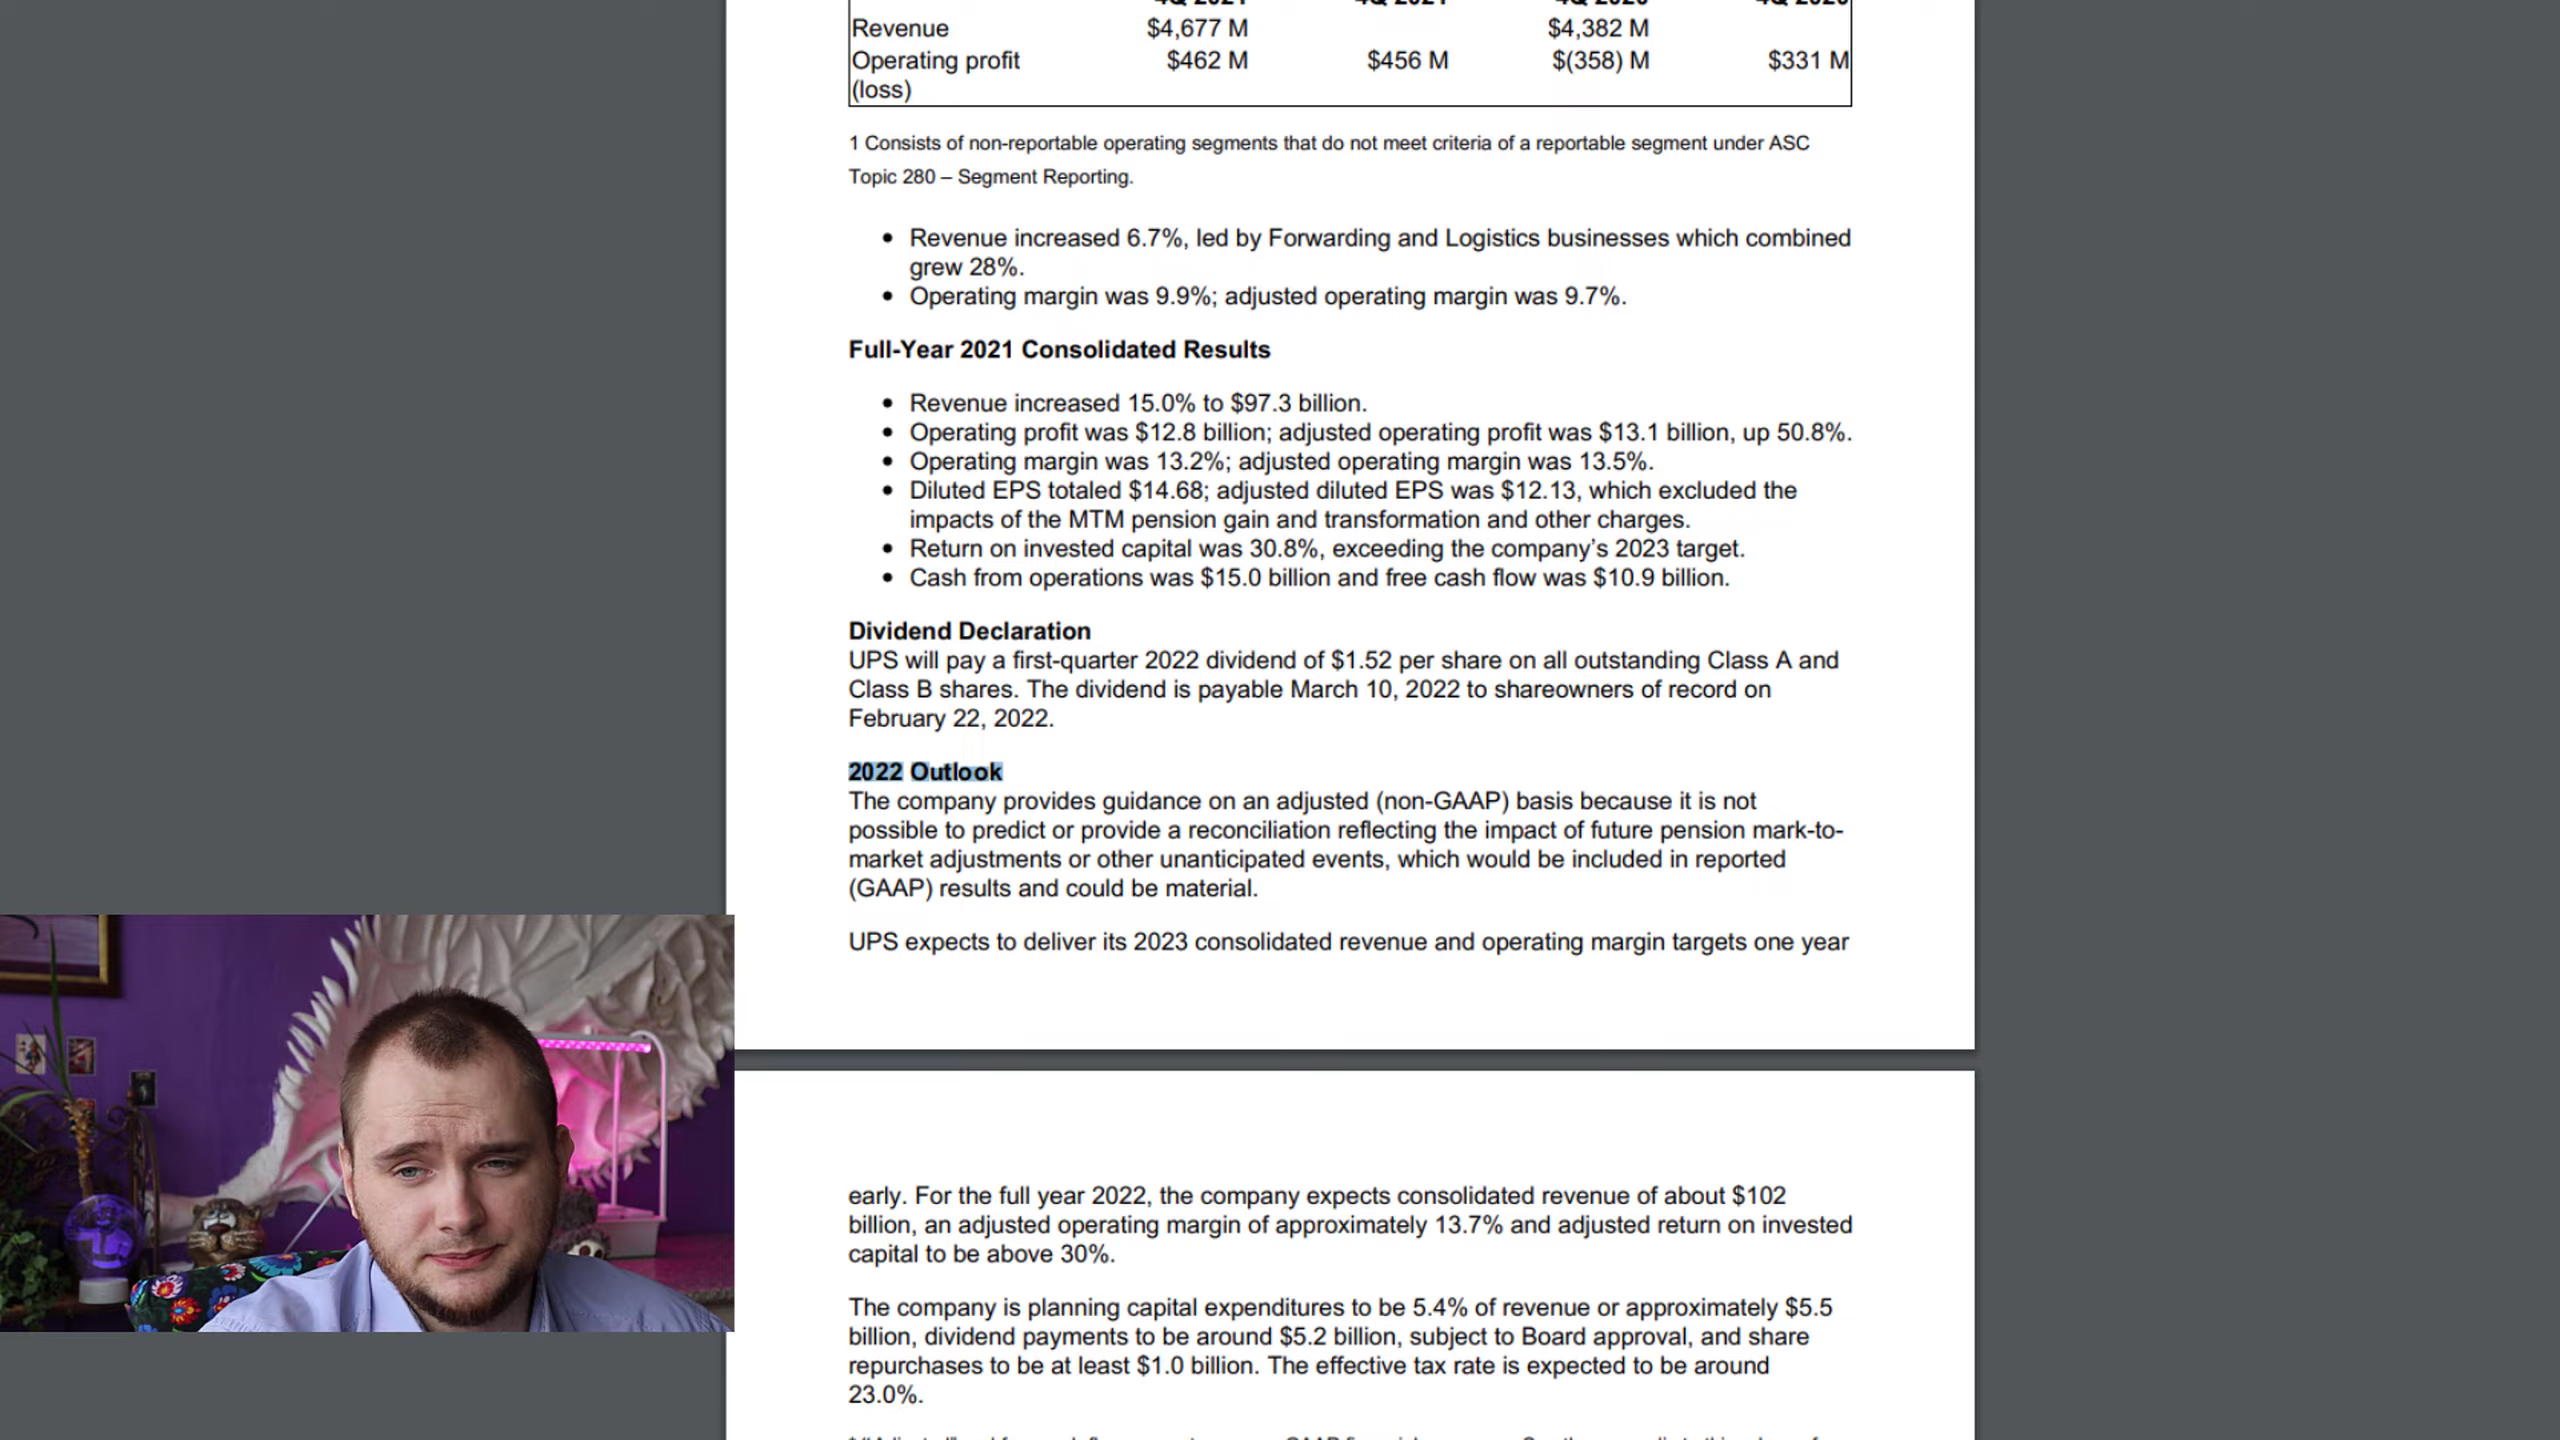 4Q 2021 4Q 2021 4Q 2020 4Q 2020
Revenue $4,677 M $4,382 M
Operating profit $462 M $456 M $(358) M $331 M
(loss)
1 Consists of non-reportable operating segments that do not meet criteria of a reportable segment under ASC
Topic 280 – Segment Reporting.
• Revenue increased 6.7%, led by Forwarding and Logistics businesses which combined
grew 28%.
• Operating margin was 9.9%; adjusted operating margin was 9.7%.
Full-Year 2021 Consolidated Results
• Revenue increased 15.0% to $97.3 billion.
• Operating profit was $12.8 billion; adjusted operating profit was $13.1 billion, up 50.8%.
• Operating margin was 13.2%; adjusted operating margin was 13.5%.
• Diluted EPS totaled $14.68; adjusted diluted EPS was $12.13, which excluded the
impacts of the MTM pension gain and transformation and other charges.
• Return on invested capital was 30.8%, exceeding the company’s 2023 target.
• Cash from operations was $15.0 billion and free cash flow was $10.9 billion.
Dividend Declaration
UPS will pay a first-quarter 2022 dividend of $1.52 per share on all outstanding Class A and
Class B shares. The dividend is payable March 10, 2022 to shareowners of record on
February 22, 2022.
2022 Outlook
The company provides guidance on an adjusted (non-GAAP) basis because it is not
possible to predict or provide a reconciliation reflecting the impact of future pension mark-to-
market adjustments or other unanticipated events, which would be included in reported
(GAAP) results and could be material.
UPS expects to deliver its 2023 consolidated revenue and operating margin targets one year
early. For the full year 2022, the company expects consolidated revenue of about $102
billion, an adjusted operating margin of approximately 13.7% and adjusted return on invested
capital to be above 30%.
The company is planning capital expenditures to be 5.4% of revenue or approximately $5.5
billion, dividend payments to be around $5.2 billion, subject to Board approval, and share
repurchases to be at least $1.0 billion. The effective tax rate is expected to be around
23.0%.